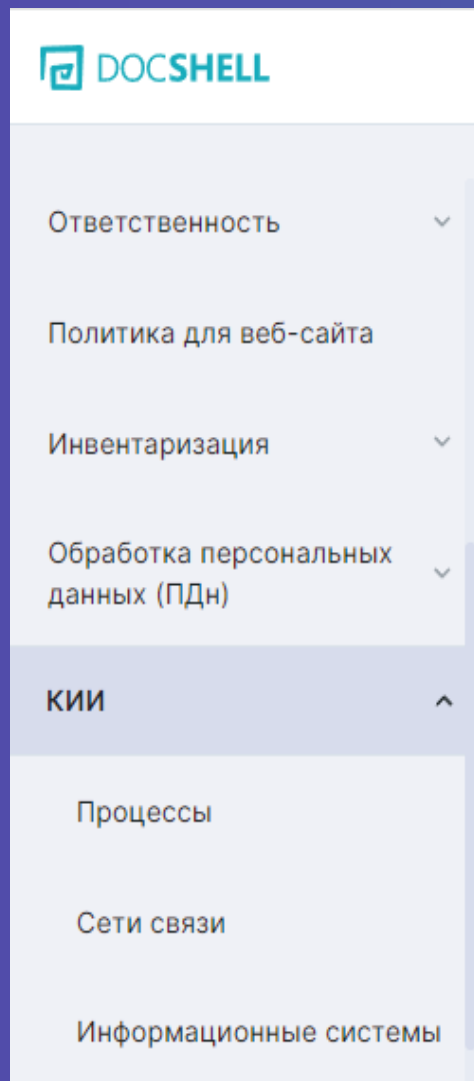 DOCSHELL
Ответственность
Политика для веб-сайта
Инвентаризация
Обработка персональных
данных (ПДн)
КИИ
Процессы
Сети связи
Информационные системы